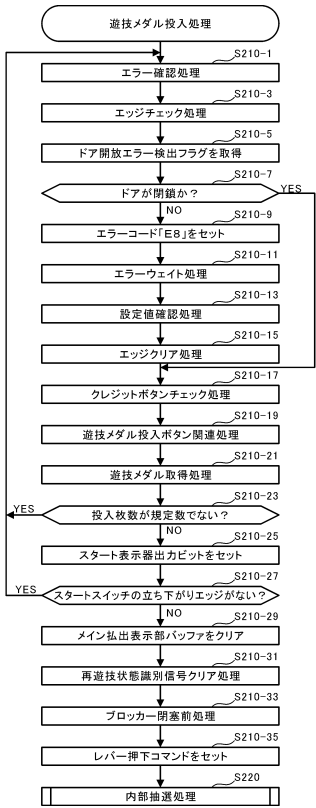 遊技メダル投入処理
S210-1
エラー確認処理
S210-3
エッジチェック処理
S210-5
ドア開放エラー検出フラグを取得
S210-7
ドアが閉鎖か？
YES
NO
S210-9
エラーコード「E8」をセット
S210-11
エラーウェイト処理
S210-13
設定値確認処理
S210-15
エッジクリア処理
S210-17
クレジットボタンチェック処理
S210-19
遊技メダル投入ボタン関連処理
S210-21
遊技メダル取得処理
S210-23
YES
投入枚数が規定数でない？
NO
S210-25
スタート表示器出力ビットをセット
S210-27
YES
スタートスイッチの立ち下がりエッジがない？
NO
S210-29
メイン払出表示部バッファをクリア
S210-31
再遊技状態識別信号クリア処理
S210-33
ブロッカー閉塞前処理
S210-35
レバー押下コマンドをセット
S220
内部抽選処理